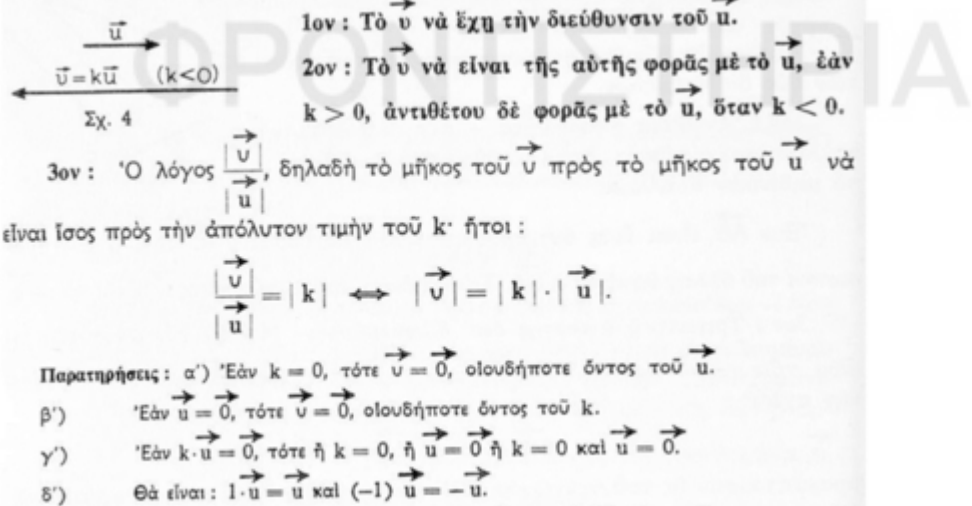 ΦΡΟΝΤΙΣΤΗΡΙΑ
u⃗
υ⃗ = ku⃗ (k<0)
Σχ. 4
1ον : Τὸ υ⃗ νὰ ἔχῃ τὴν διεύθυνσιν τοῦ u⃗.
2ον : Τὸ υ⃗ νὰ εἶναι τῆς αὐτῆς φορᾶς μὲ τὸ u⃗, ἐὰν
k > 0, ἀντιθέτου δὲ φορᾶς μὲ τὸ u⃗, ὅταν k < 0.
3ον : Ὁ λόγος |υ⃗|/|u⃗|, δηλαδὴ τὸ μῆκος τοῦ υ⃗ πρὸς τὸ μῆκος τοῦ u⃗ νὰ
εἶναι ἴσος πρὸς τὴν ἀπόλυτον τιμὴν τοῦ k· ἤτοι :
|υ⃗|/|u⃗| = | k | ⟺ |υ⃗| = | k | · | u⃗ |.
Παρατηρήσεις : α') Ἐὰν k = 0, τότε υ⃗ = 0⃗, οἱουδήποτε ὄντος τοῦ u⃗.
β') Ἐὰν u⃗ = 0⃗, τότε υ⃗ = 0⃗, οἱουδήποτε ὄντος τοῦ k.
γ') Ἐὰν k·u⃗ = 0⃗, τότε ἢ k = 0, ἢ u⃗ = 0⃗ ἢ k = 0 καὶ u⃗ = 0⃗.
δ') Θὰ εἶναι : 1·u⃗ = u⃗ καὶ (−1) u⃗ = − u⃗.